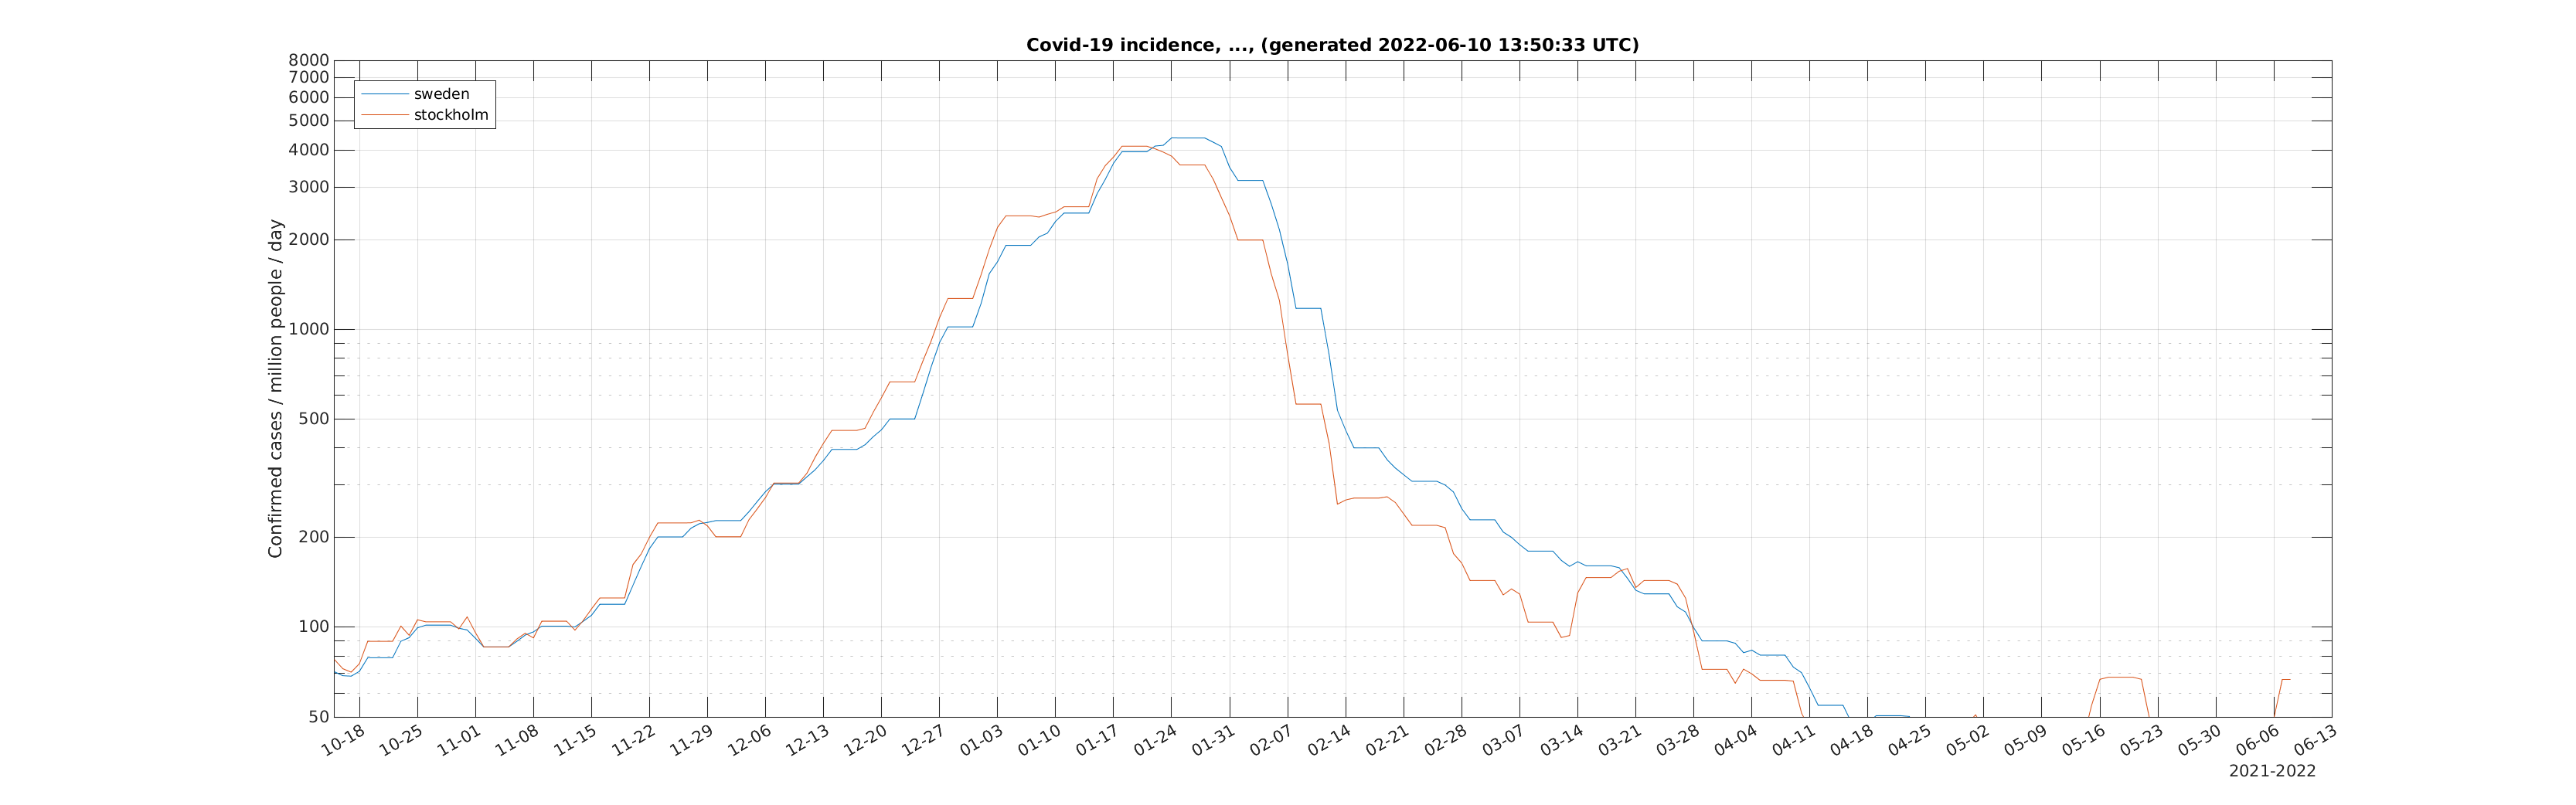 Covid-19 incidence, ..., (generated 2022-06-10 13:50:33 UTC)
sweden
stockholm
Confirmed cases / million people / day
8000
7000
6000
5000
4000
3000
2000
1000
500
200
100
50
10-18 10-25 11-01 11-08 11-15 11-22 11-29 12-06 12-13 12-20 12-27 01-03 01-10 01-17 01-24 01-31 02-07 02-14 02-21 02-28 03-07 03-14 03-21 03-28 04-04 04-11 04-18 04-25 05-02 05-09 05-16 05-23 05-30 06-06 06-13
2021-2022